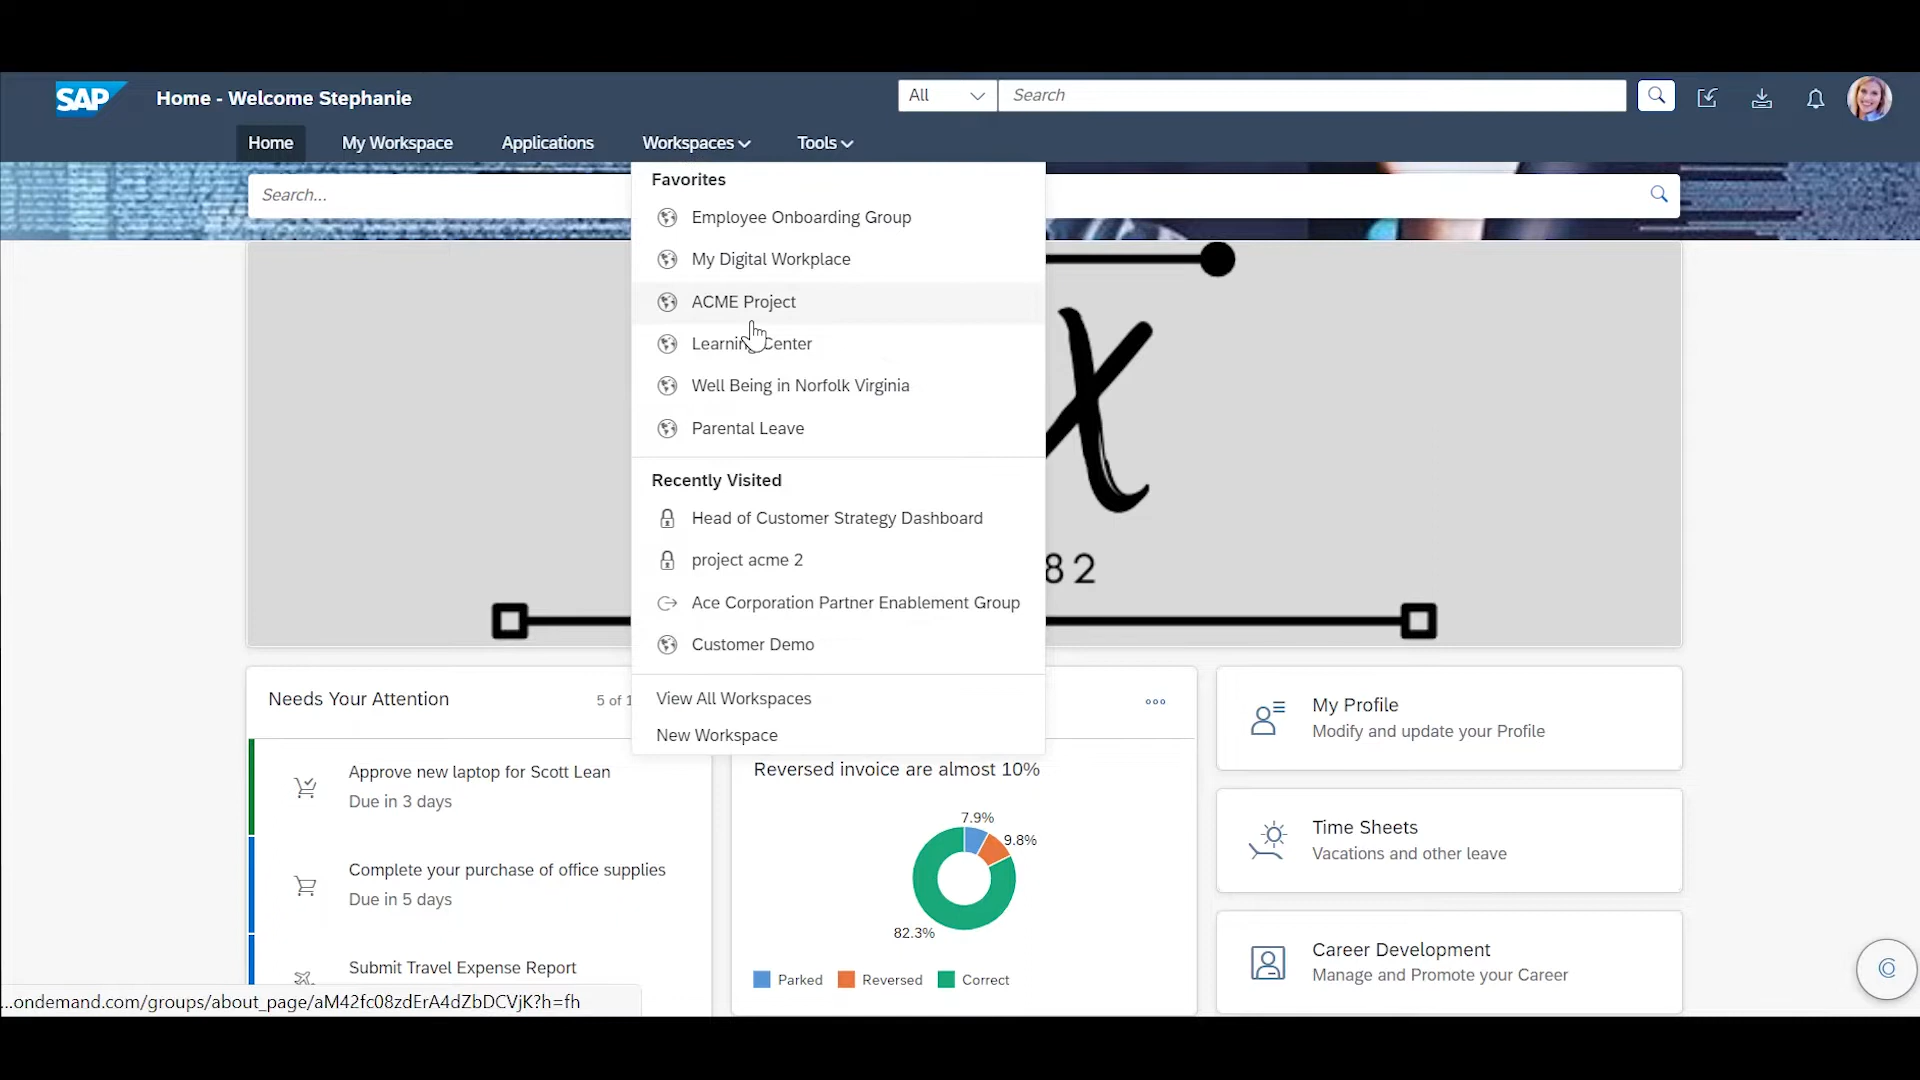 SAP
Home - Welcome Stephanie
All
Search
Home
My Workspace
Applications
Workspaces
Tools
Search...
Favorites
Employee Onboarding Group
My Digital Workplace
ACME Project
Learning Center
Well Being in Norfolk Virginia
Parental Leave
Recently Visited
Head of Customer Strategy Dashboard
project acme 2
Ace Corporation Partner Enablement Group
Customer Demo
View All Workspaces
New Workspace
x
82
Needs Your Attention
5 of 1
Approve new laptop for Scott Lean
Due in 3 days
Complete your purchase of office supplies
Due in 5 days
Submit Travel Expense Report
Reversed invoice are almost 10%
7.9%
9.8%
82.3%
Parked
Reversed
Correct
My Profile
Modify and update your Profile
Time Sheets
Vacations and other leave
Career Development
Manage and Promote your Career
...ondemand.com/groups/about_page/aM42fc08zdErA4dZbDCVjK?h=fh